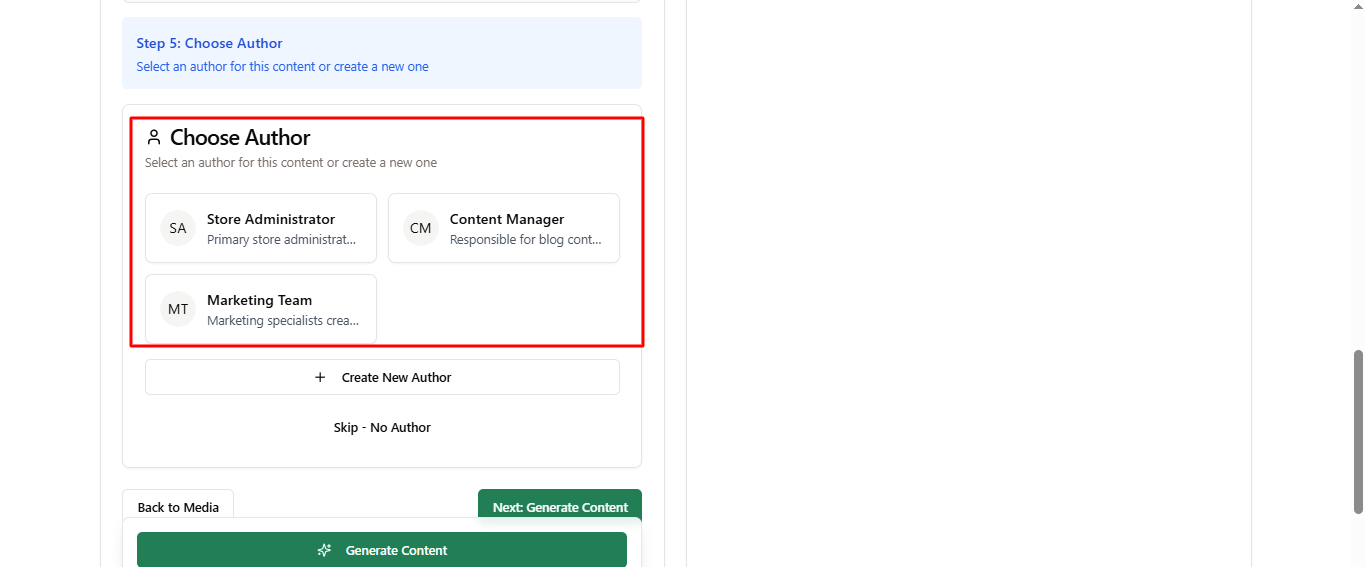 Step 5: Choose Author
Select an author for this content or create a new one
Choose Author
Select an author for this content or create a new one
SA
Store Administrator
Primary store administrat...
CM
Content Manager
Responsible for blog cont...
MT
Marketing Team
Marketing specialists crea...
+ Create New Author
Skip - No Author
Back to Media
Next: Generate Content
Generate Content